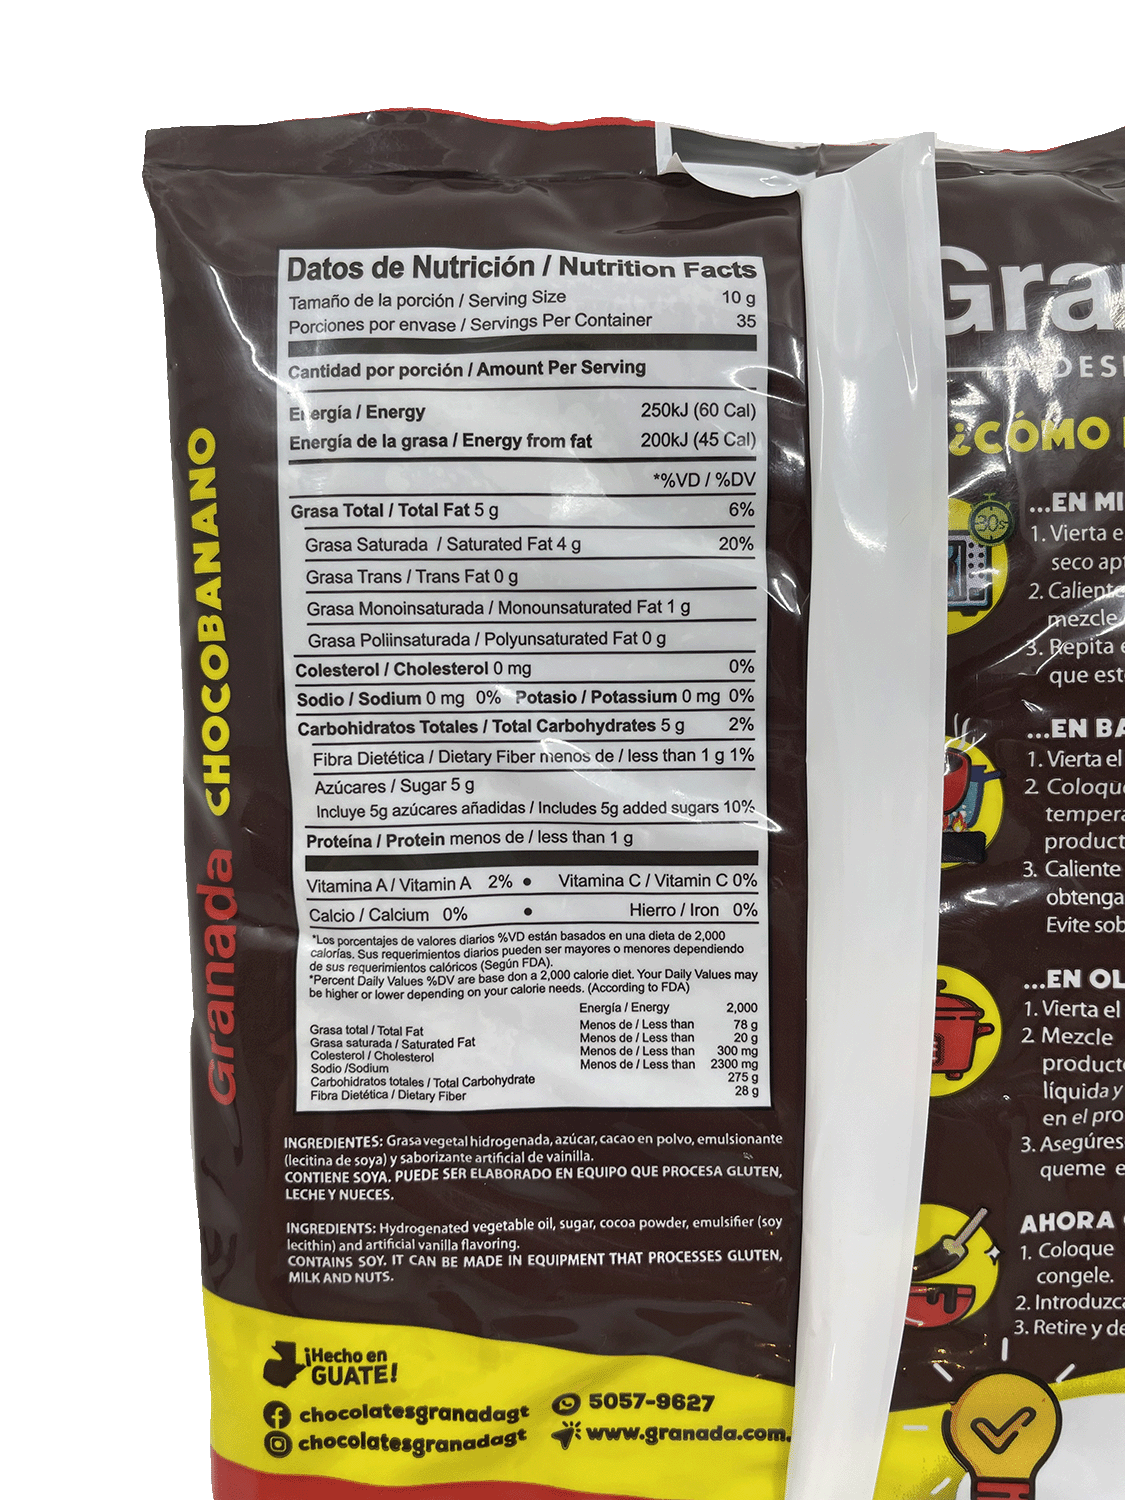 Datos de Nutrición / Nutrition Facts
Tamaño de la porción / Serving Size 10 g
Porciones por envase / Servings Per Container 35
Cantidad por porción / Amount Per Serving
Energía / Energy 250kJ (60 Cal)
Energía de la grasa / Energy from fat 200kJ (45 Cal)
*%VD / %DV
Grasa Total / Total Fat 5 g 6%
Grasa Saturada / Saturated Fat 4 g 20%
Grasa Trans / Trans Fat 0 g
Grasa Monoinsaturada / Monounsaturated Fat 1 g
Grasa Poliinsaturada / Polyunsaturated Fat 0 g
Colesterol / Cholesterol 0 mg 0%
Sodio / Sodium 0 mg 0% Potasio / Potassium 0 mg 0%
Carbohidratos Totales / Total Carbohydrates 5 g 2%
Fibra Dietética / Dietary Fiber menos de / less than 1 g 1%
Azúcares / Sugar 5 g
Incluye 5g azúcares añadidas / Includes 5g added sugars 10%
Proteína / Protein menos de / less than 1 g
Vitamina A / Vitamin A 2% • Vitamina C / Vitamin C 0%
Calcio / Calcium 0% • Hierro / Iron 0%
*Los porcentajes de valores diarios %VD están basados en una dieta de 2,000
calorías. Sus requerimientos diarios pueden ser mayores o menores dependiendo
de sus requerimientos calóricos (Según FDA).
*Percent Daily Values %DV are base don a 2,000 calorie diet. Your Daily Values may
be higher or lower depending on your calorie needs. (According to FDA)
Energía / Energy 2,000
Grasa total / Total Fat Menos de / Less than 78 g
Grasa saturada / Saturated Fat Menos de / Less than 20 g
Colesterol / Cholesterol Menos de / Less than 300 mg
Sodio /Sodium Menos de / Less than 2300 mg
Carbohidratos totales / Total Carbohydrate 275 g
Fibra Dietética / Dietary Fiber 28 g
INGREDIENTES: Grasa vegetal hidrogenada, azúcar, cacao en polvo, emulsionante
(lecitina de soya) y saborizante artificial de vainilla.
CONTIENE SOYA. PUEDE SER ELABORADO EN EQUIPO QUE PROCESA GLUTEN,
LECHE Y NUECES.
INGREDIENTS: Hydrogenated vegetable oil, sugar, cocoa powder, emulsifier (soy
lecithin) and artificial vanilla flavoring.
CONTAINS SOY. IT CAN BE MADE IN EQUIPMENT THAT PROCESSES GLUTEN,
MILK AND NUTS.
¡Hecho en
GUATE!
chocolatesgranadagt
chocolatesgranadagt
5057-9627
www.granada.com.
Granada CHOCOBANANO
Gra
DES
¿CÓMO
30s
...EN MI
1. Vierta e
seco ap
2. Caliente
mezcle
3. Repita e
que est
...EN BA
1. Vierta el
2. Coloqu
tempera
product
3. Caliente
obtenga
Evite sob
...EN OL
1. Vierta el
2 Mezcle
product
líquida y
en el pro
3. Asegúres
queme e
AHORA
1. Coloque
congele.
2. Introduzca
3. Retire y de